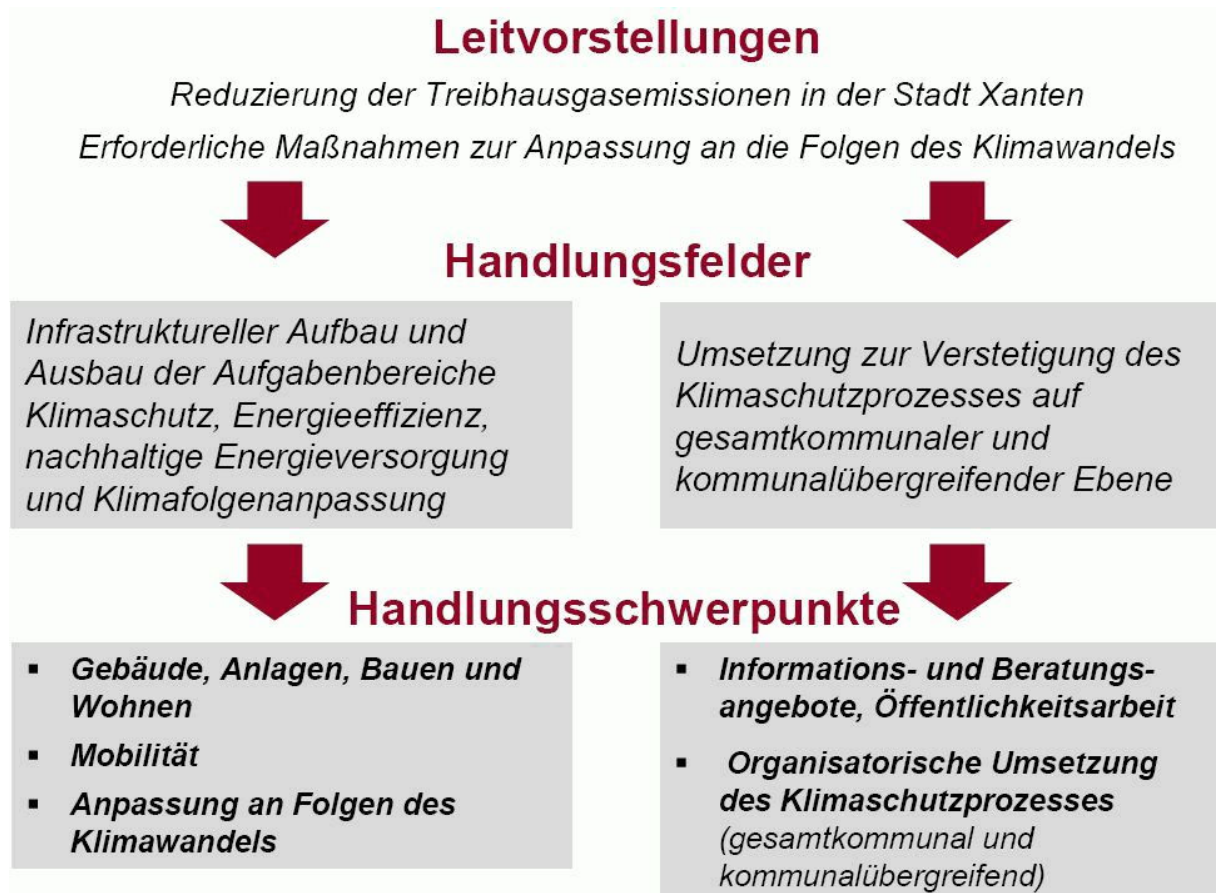 Leitvorstellungen
Reduzierung der Treibhausgasemissionen in der Stadt Xanten
Erforderliche Maßnahmen zur Anpassung an die Folgen des Klimawandels
Handlungsfelder
Infrastruktureller Aufbau und
Ausbau der Aufgabenbereiche
Klimaschutz, Energieeffizienz,
nachhaltige Energieversorgung
und Klimafolgenanpassung
Umsetzung zur Verstetigung des
Klimaschutzprozesses auf
gesamtkommunaler und
kommunalübergreifender Ebene
Handlungsschwerpunkte
▪ Gebäude, Anlagen, Bauen und
Wohnen
▪ Mobilität
▪ Anpassung an Folgen des
Klimawandels
▪ Informations- und Beratungs-
angebote, Öffentlichkeitsarbeit
▪ Organisatorische Umsetzung
des Klimaschutzprozesses
(gesamtkommunal und
kommunalübergreifend)